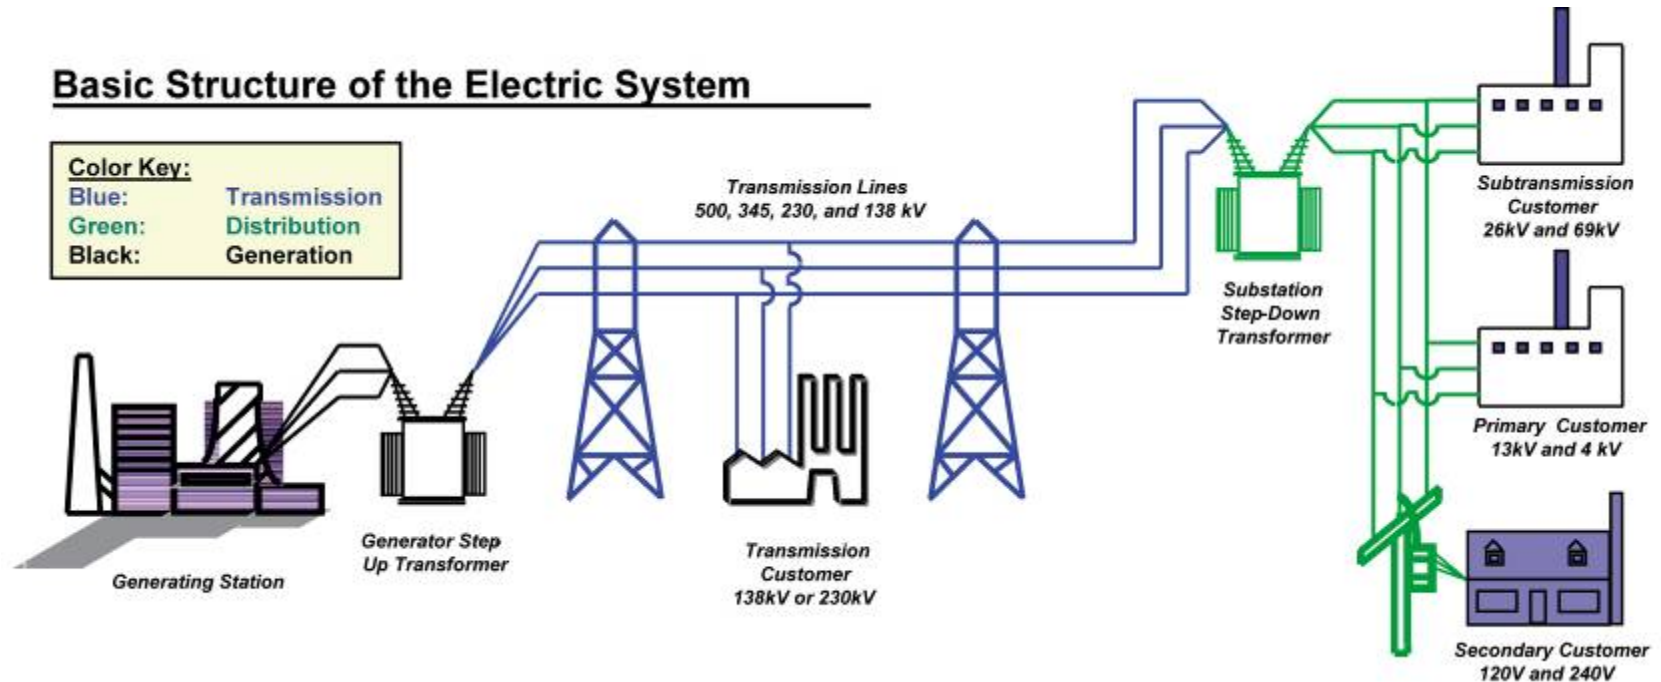 Basic Structure of the Electric System
Color Key:
Blue: Transmission
Green: Distribution
Black: Generation
Transmission Lines
500, 345, 230, and 138 kV
Subtransmission
Customer
26kV and 69kV
Substation
Step-Down
Transformer
Primary Customer
13kV and 4 kV
Generating Station
Generator Step
Up Transformer
Transmission
Customer
138kV or 230kV
Secondary Customer
120V and 240V